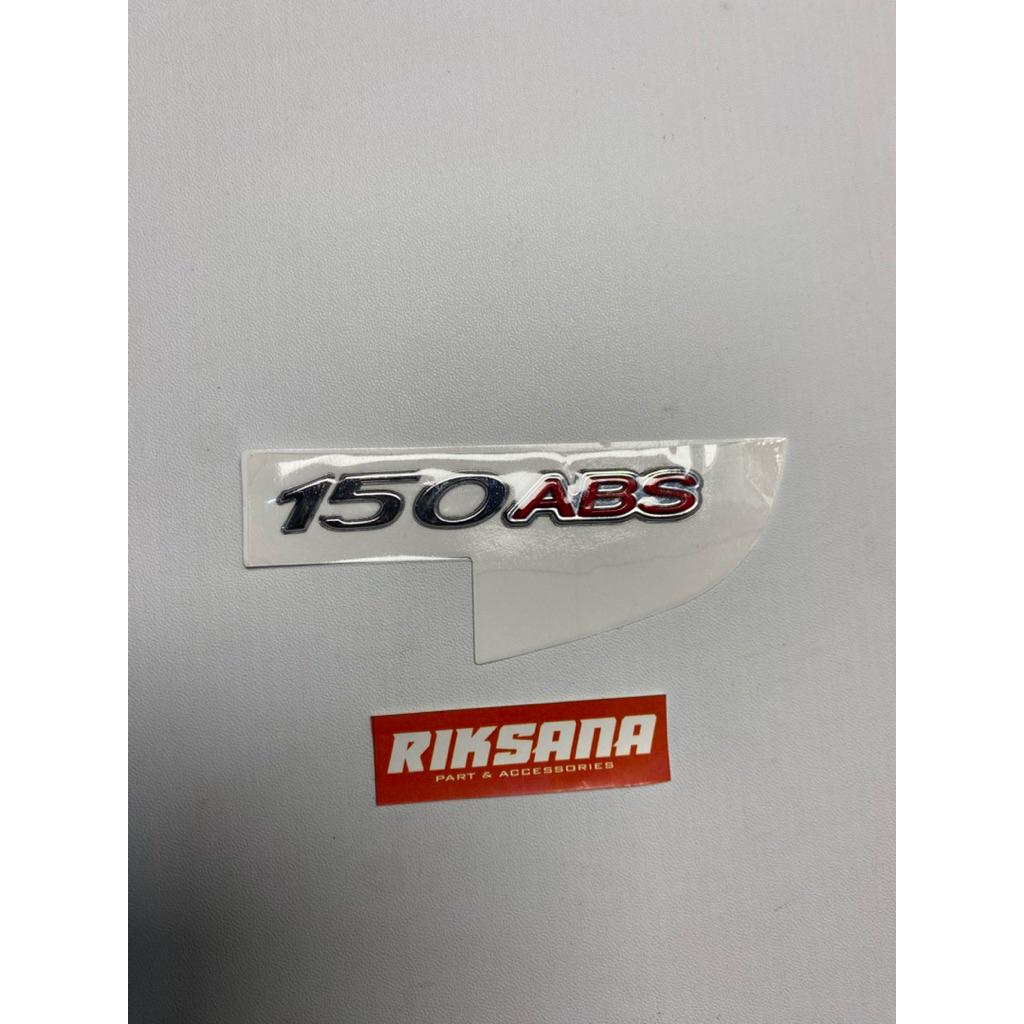 150ABS
RIKSANA
PART & ACCESSORIES